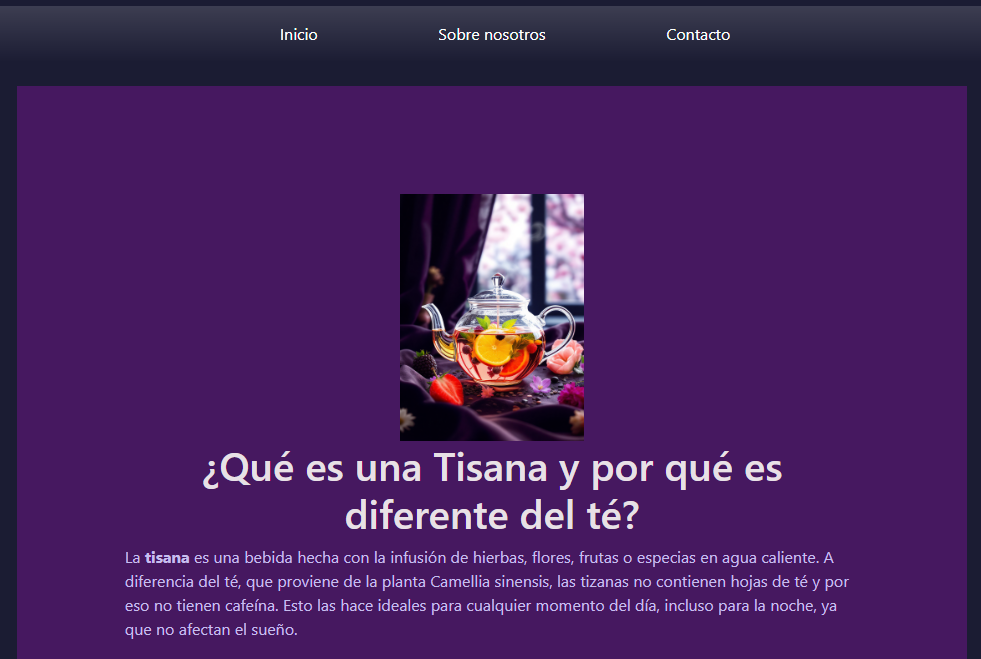 Inicio Sobre nosotros Contacto
¿Qué es una Tisana y por qué es
diferente del té?
La tisana es una bebida hecha con la infusión de hierbas, flores, frutas o especias en agua caliente. A
diferencia del té, que proviene de la planta Camellia sinensis, las tizanas no contienen hojas de té y por
eso no tienen cafeína. Esto las hace ideales para cualquier momento del día, incluso para la noche, ya
que no afectan el sueño.